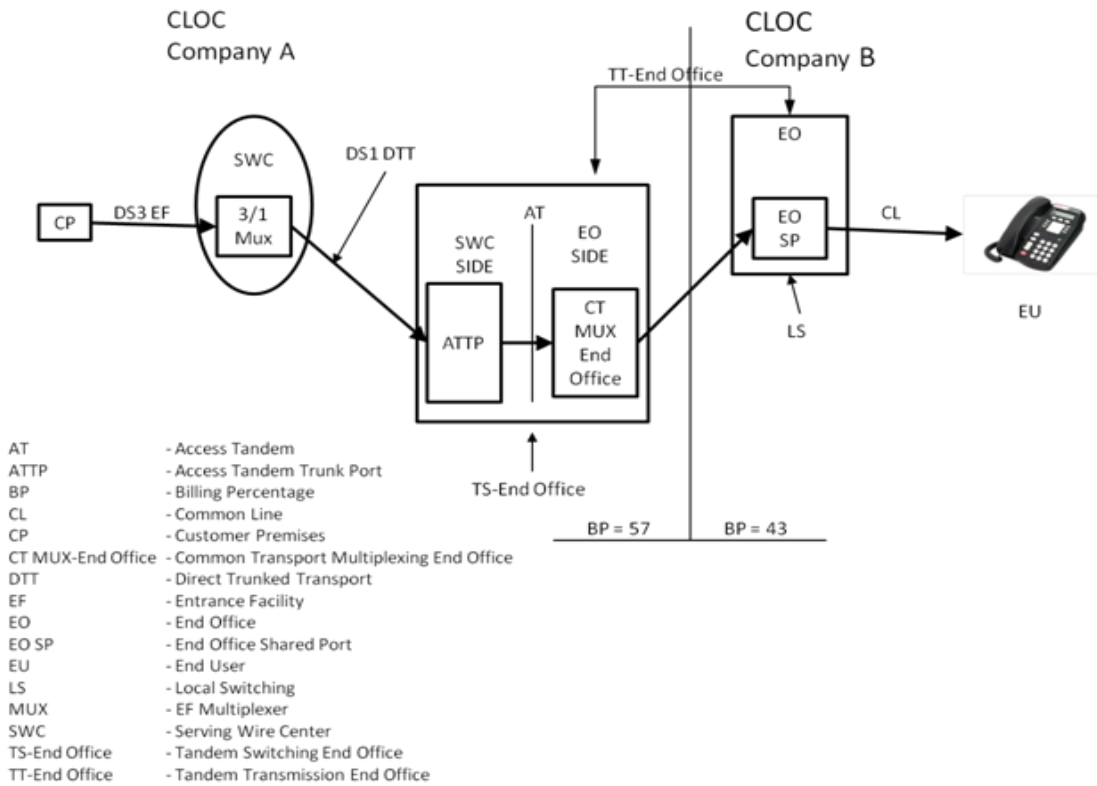 CLOC
Company A
CLOC
Company B
TT-End Office
EO
SWC
DS1 DTT
CP
DS3 EF
3/1
Mux
AT
SWC
SIDE
EO
SIDE
EO
SP
CL
ATTP
CT
MUX
End
Office
LS
EU
TS-End Office
BP = 57
BP = 43
AT - Access Tandem
ATTP - Access Tandem Trunk Port
BP - Billing Percentage
CL - Common Line
CP - Customer Premises
CT MUX-End Office - Common Transport Multiplexing End Office
DTT - Direct Trunked Transport
EF - Entrance Facility
EO - End Office
EO SP - End Office Shared Port
EU - End User
LS - Local Switching
MUX - EF Multiplexer
SWC - Serving Wire Center
TS-End Office - Tandem Switching End Office
TT-End Office - Tandem Transmission End Office